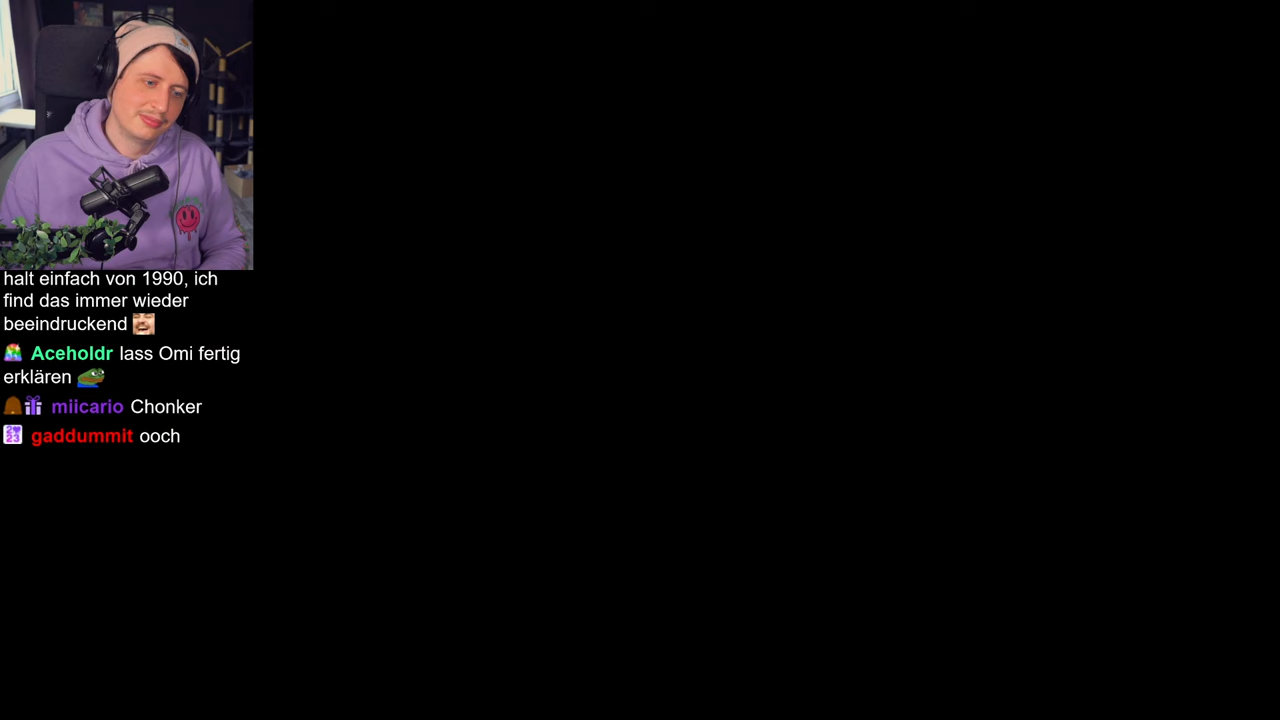 halt einfach von 1990, ich
find das immer wieder
beeindruckend
Aceholdr lass Omi fertig
erklären
miicario Chonker
gaddummit ooch